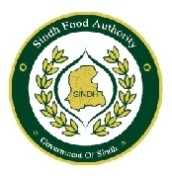 Sindh Food Authority
SINDH
Government Of Sindh